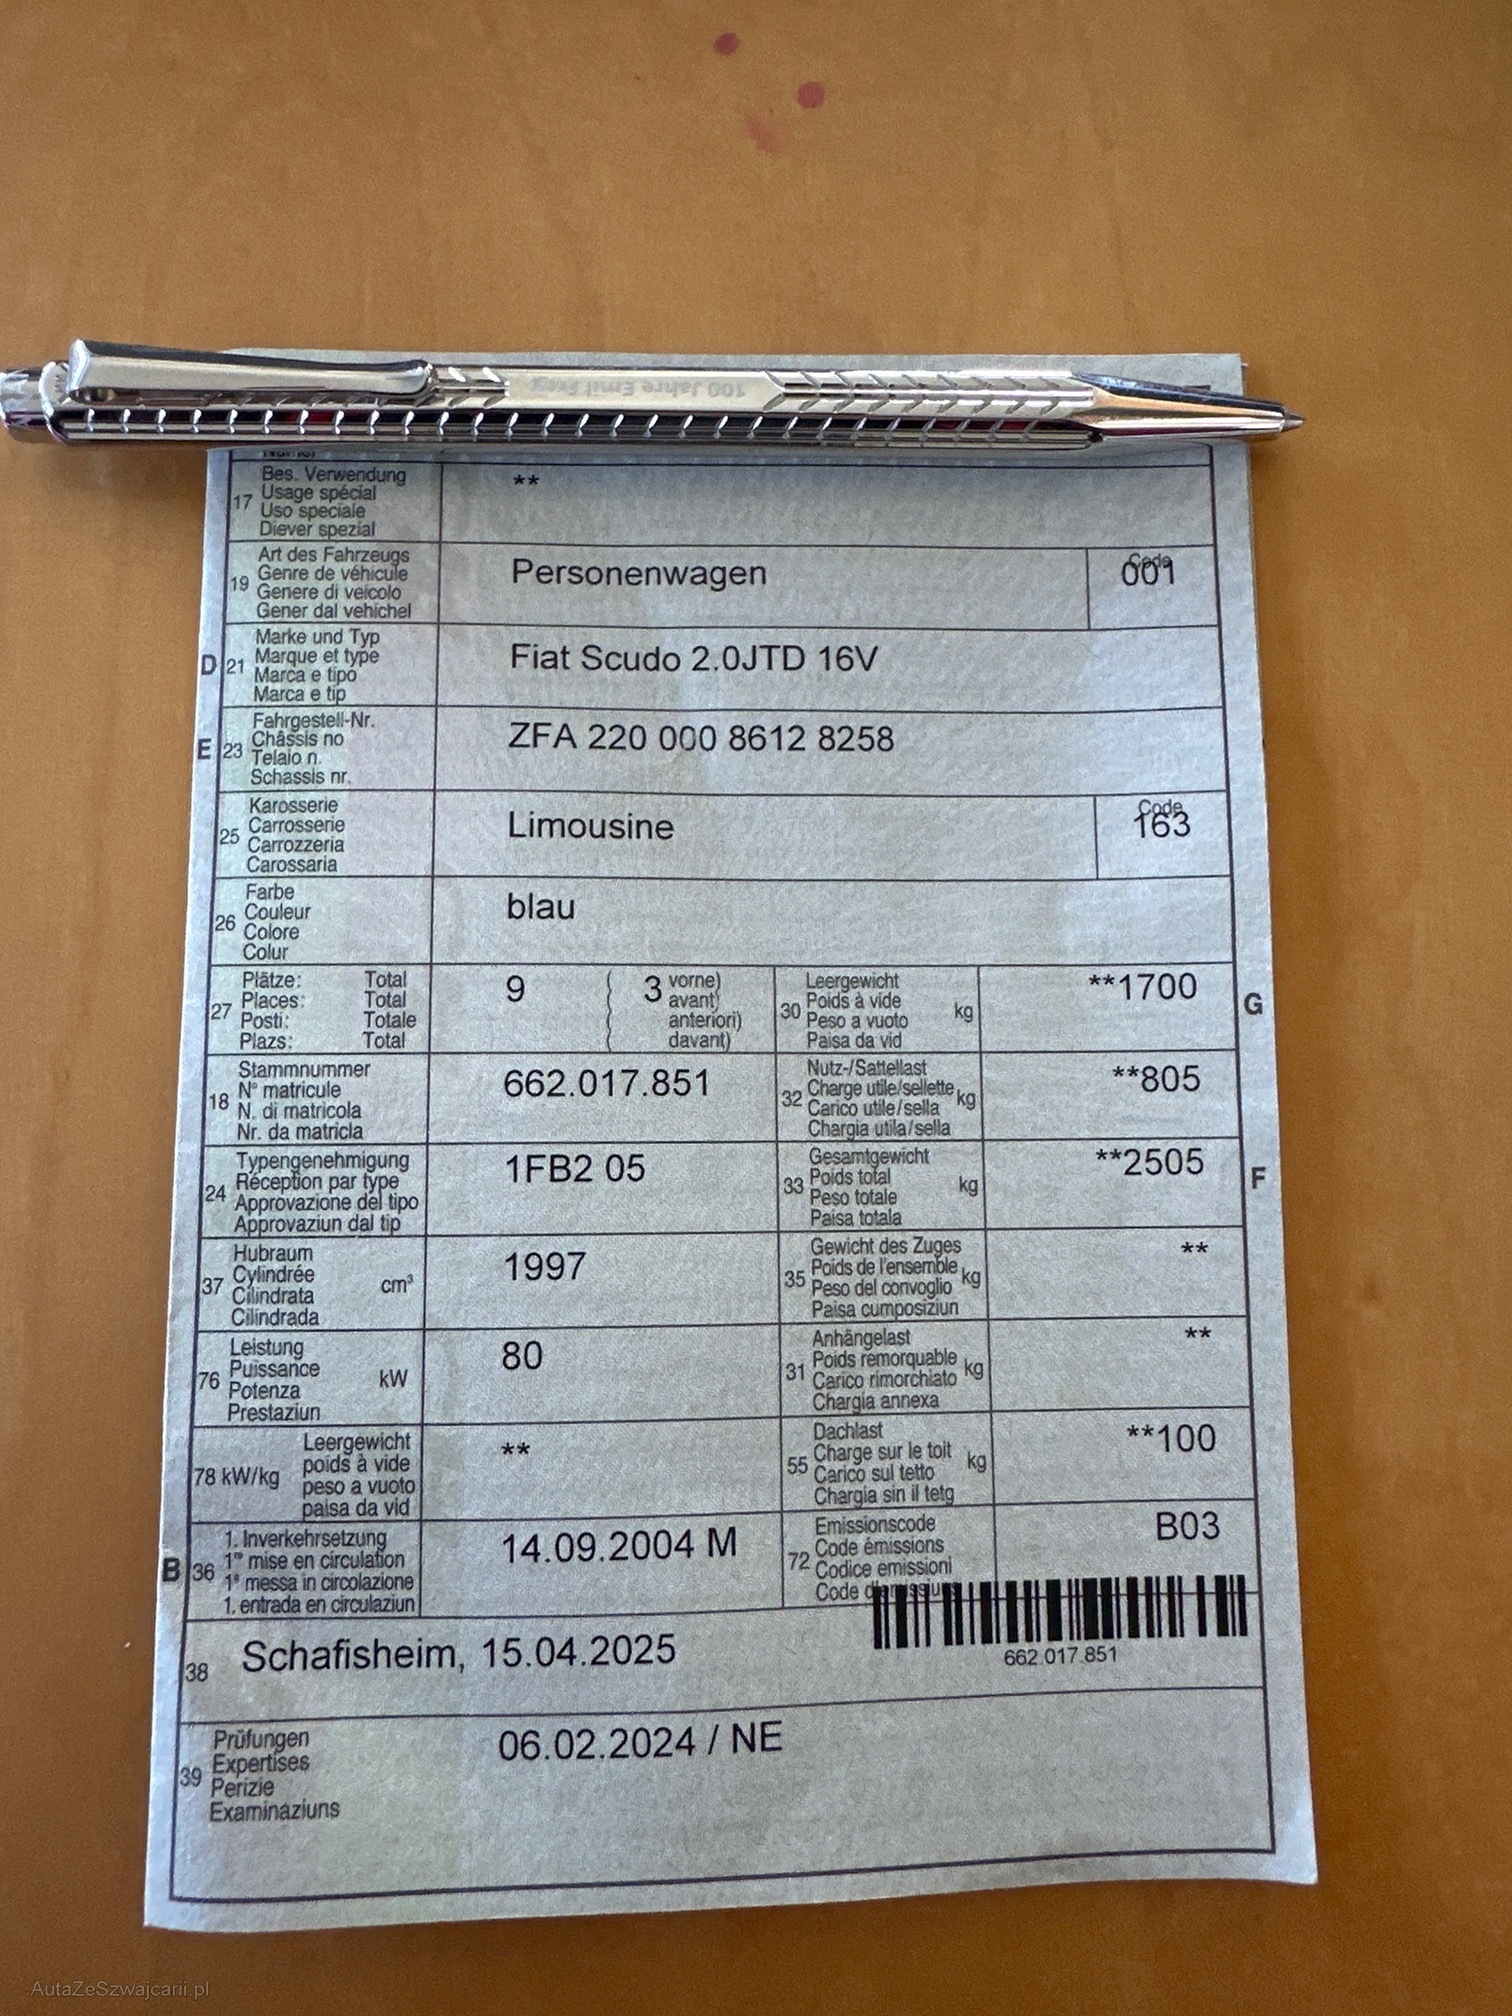 100 Jahre Emil Frey
17 Bes. Verwendung **
Usage spécial
Uso speciale
Diever spezial
19 Art des Fahrzeugs Personenwagen Code 001
Genre de véhicule
Genere di veicolo
Gener dal vehichel
D 21 Marke und Typ Fiat Scudo 2.0JTD 16V
Marque et type
Marca e tipo
Marca e tip
E 23 Fahrgestell-Nr. ZFA 220 000 8612 8258
Châssis no
Telaio n.
Schassis nr.
25 Karosserie Limousine Code 163
Carrosserie
Carrozzeria
Carossaria
26 Farbe blau
Couleur
Colore
Colur
27 Plätze: Total 9 ( 3 vorne) 30 Leergewicht kg **1700 G
Places: Total ( avant) Poids à vide
Posti: Totale ( anteriori) Peso a vuoto
Plazs: Total ( davant) Paisa da vid
18 Stammnummer 662.017.851 32 Nutz-/Sattellast kg **805
N° matricule Charge utile/sellette
N. di matricola Carico utile/sella
Nr. da matricla Chargia utila/sella
24 Typengenehmigung 1FB2 05 33 Gesamtgewicht kg **2505 F
Réception par type Poids total
Approvazione del tipo Peso totale
Approvaziun dal tip Paisa totala
37 Hubraum cm³ 1997 35 Gewicht des Zuges kg **
Cylindrée Poids de l'ensemble
Cilindrata Peso del convoglio
Cilindrada Paisa cumposiziun
76 Leistung kW 80 31 Anhängelast kg **
Puissance Poids remorquable
Potenza Carico rimorchiato
Prestaziun Chargia annexa
78 kW/kg Leergewicht ** 55 Dachlast kg **100
poids à vide Charge sur le toit
peso a vuoto Carico sul tetto
paisa da vid Chargia sin il tetg
B 36 1. Inverkehrsetzung 14.09.2004 M 72 Emissionscode B03
1re mise en circulation Code émissions
1a messa in circolazione Codice emissioni
1. entrada en circulaziun Code d'emissiuns
38 Schafisheim, 15.04.2025 662.017.851
39 Prüfungen 06.02.2024 / NE
Expertises
Perizie
Examinaziuns
AutaZeSzwajcarii.pl